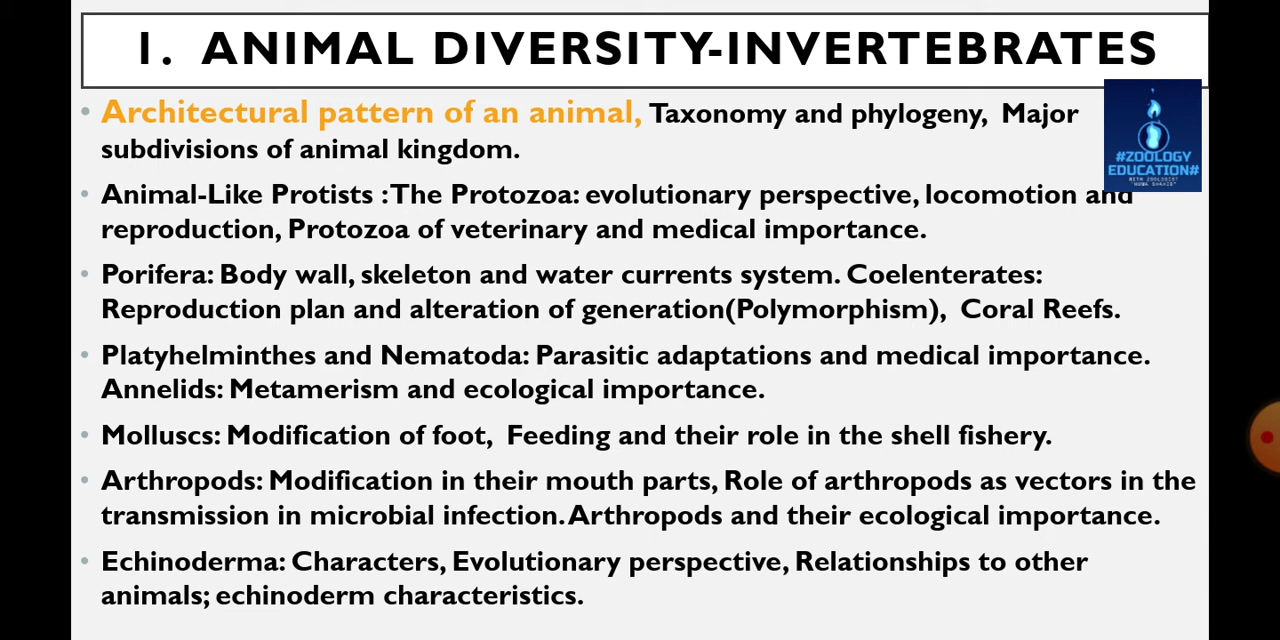 1. ANIMAL DIVERSITY-INVERTEBRATES
• Architectural pattern of an animal, Taxonomy and phylogeny, Major
subdivisions of animal kingdom.
#ZOOLOGY
EDUCATION#
WITH ZOOLOGIST
• Animal-Like Protists : The Protozoa: evolutionary perspective, locomotion and
reproduction, Protozoa of veterinary and medical importance.
• Porifera: Body wall, skeleton and water currents system. Coelenterates:
Reproduction plan and alteration of generation(Polymorphism), Coral Reefs.
• Platyhelminthes and Nematoda: Parasitic adaptations and medical importance.
Annelids: Metamerism and ecological importance.
• Molluscs: Modification of foot, Feeding and their role in the shell fishery.
• Arthropods: Modification in their mouth parts, Role of arthropods as vectors in the
transmission in microbial infection. Arthropods and their ecological importance.
• Echinoderma: Characters, Evolutionary perspective, Relationships to other
animals; echinoderm characteristics.